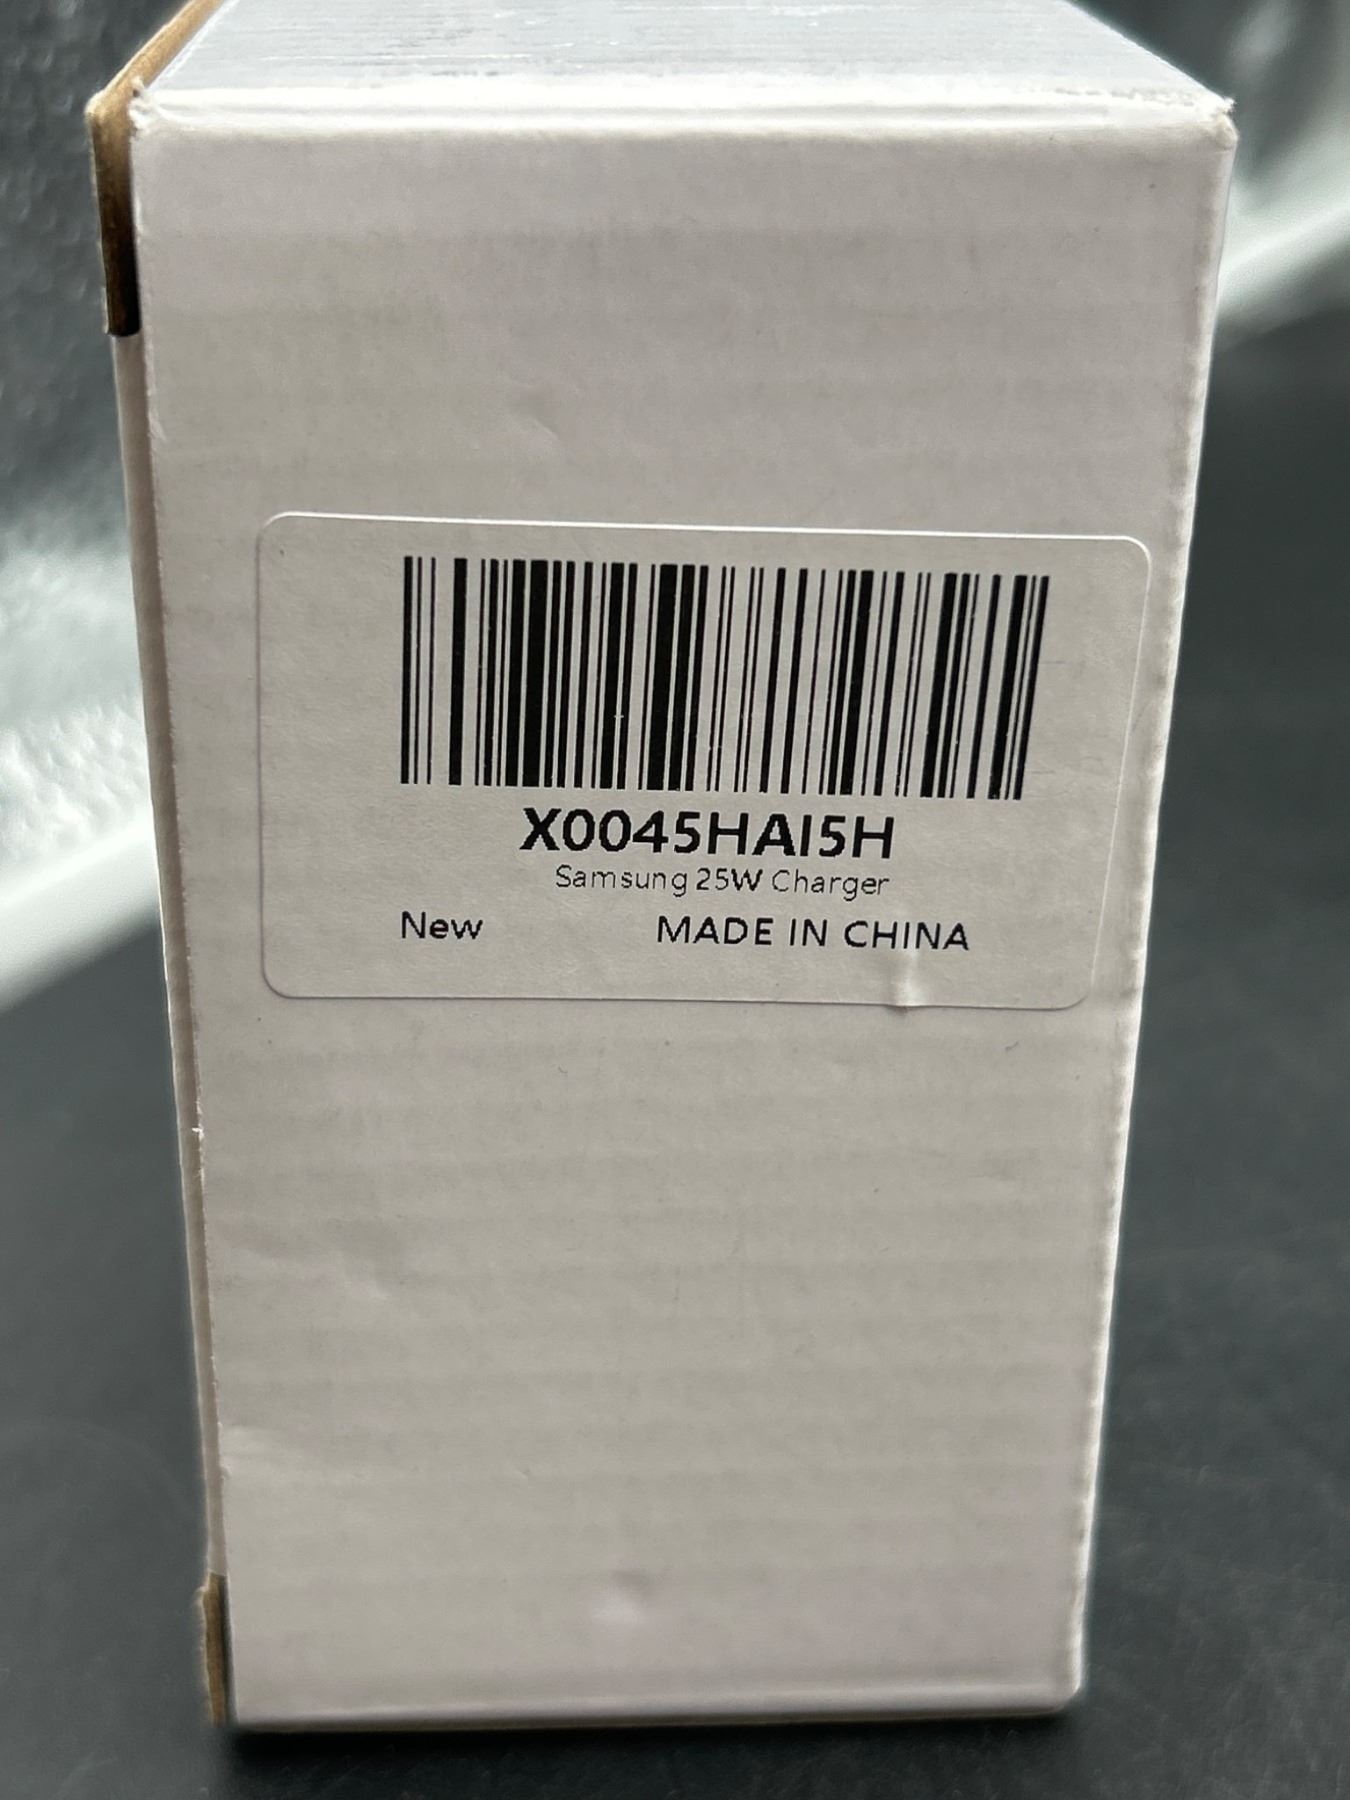 X0045HAI5H
Samsung 25W Charger
New MADE IN CHINA